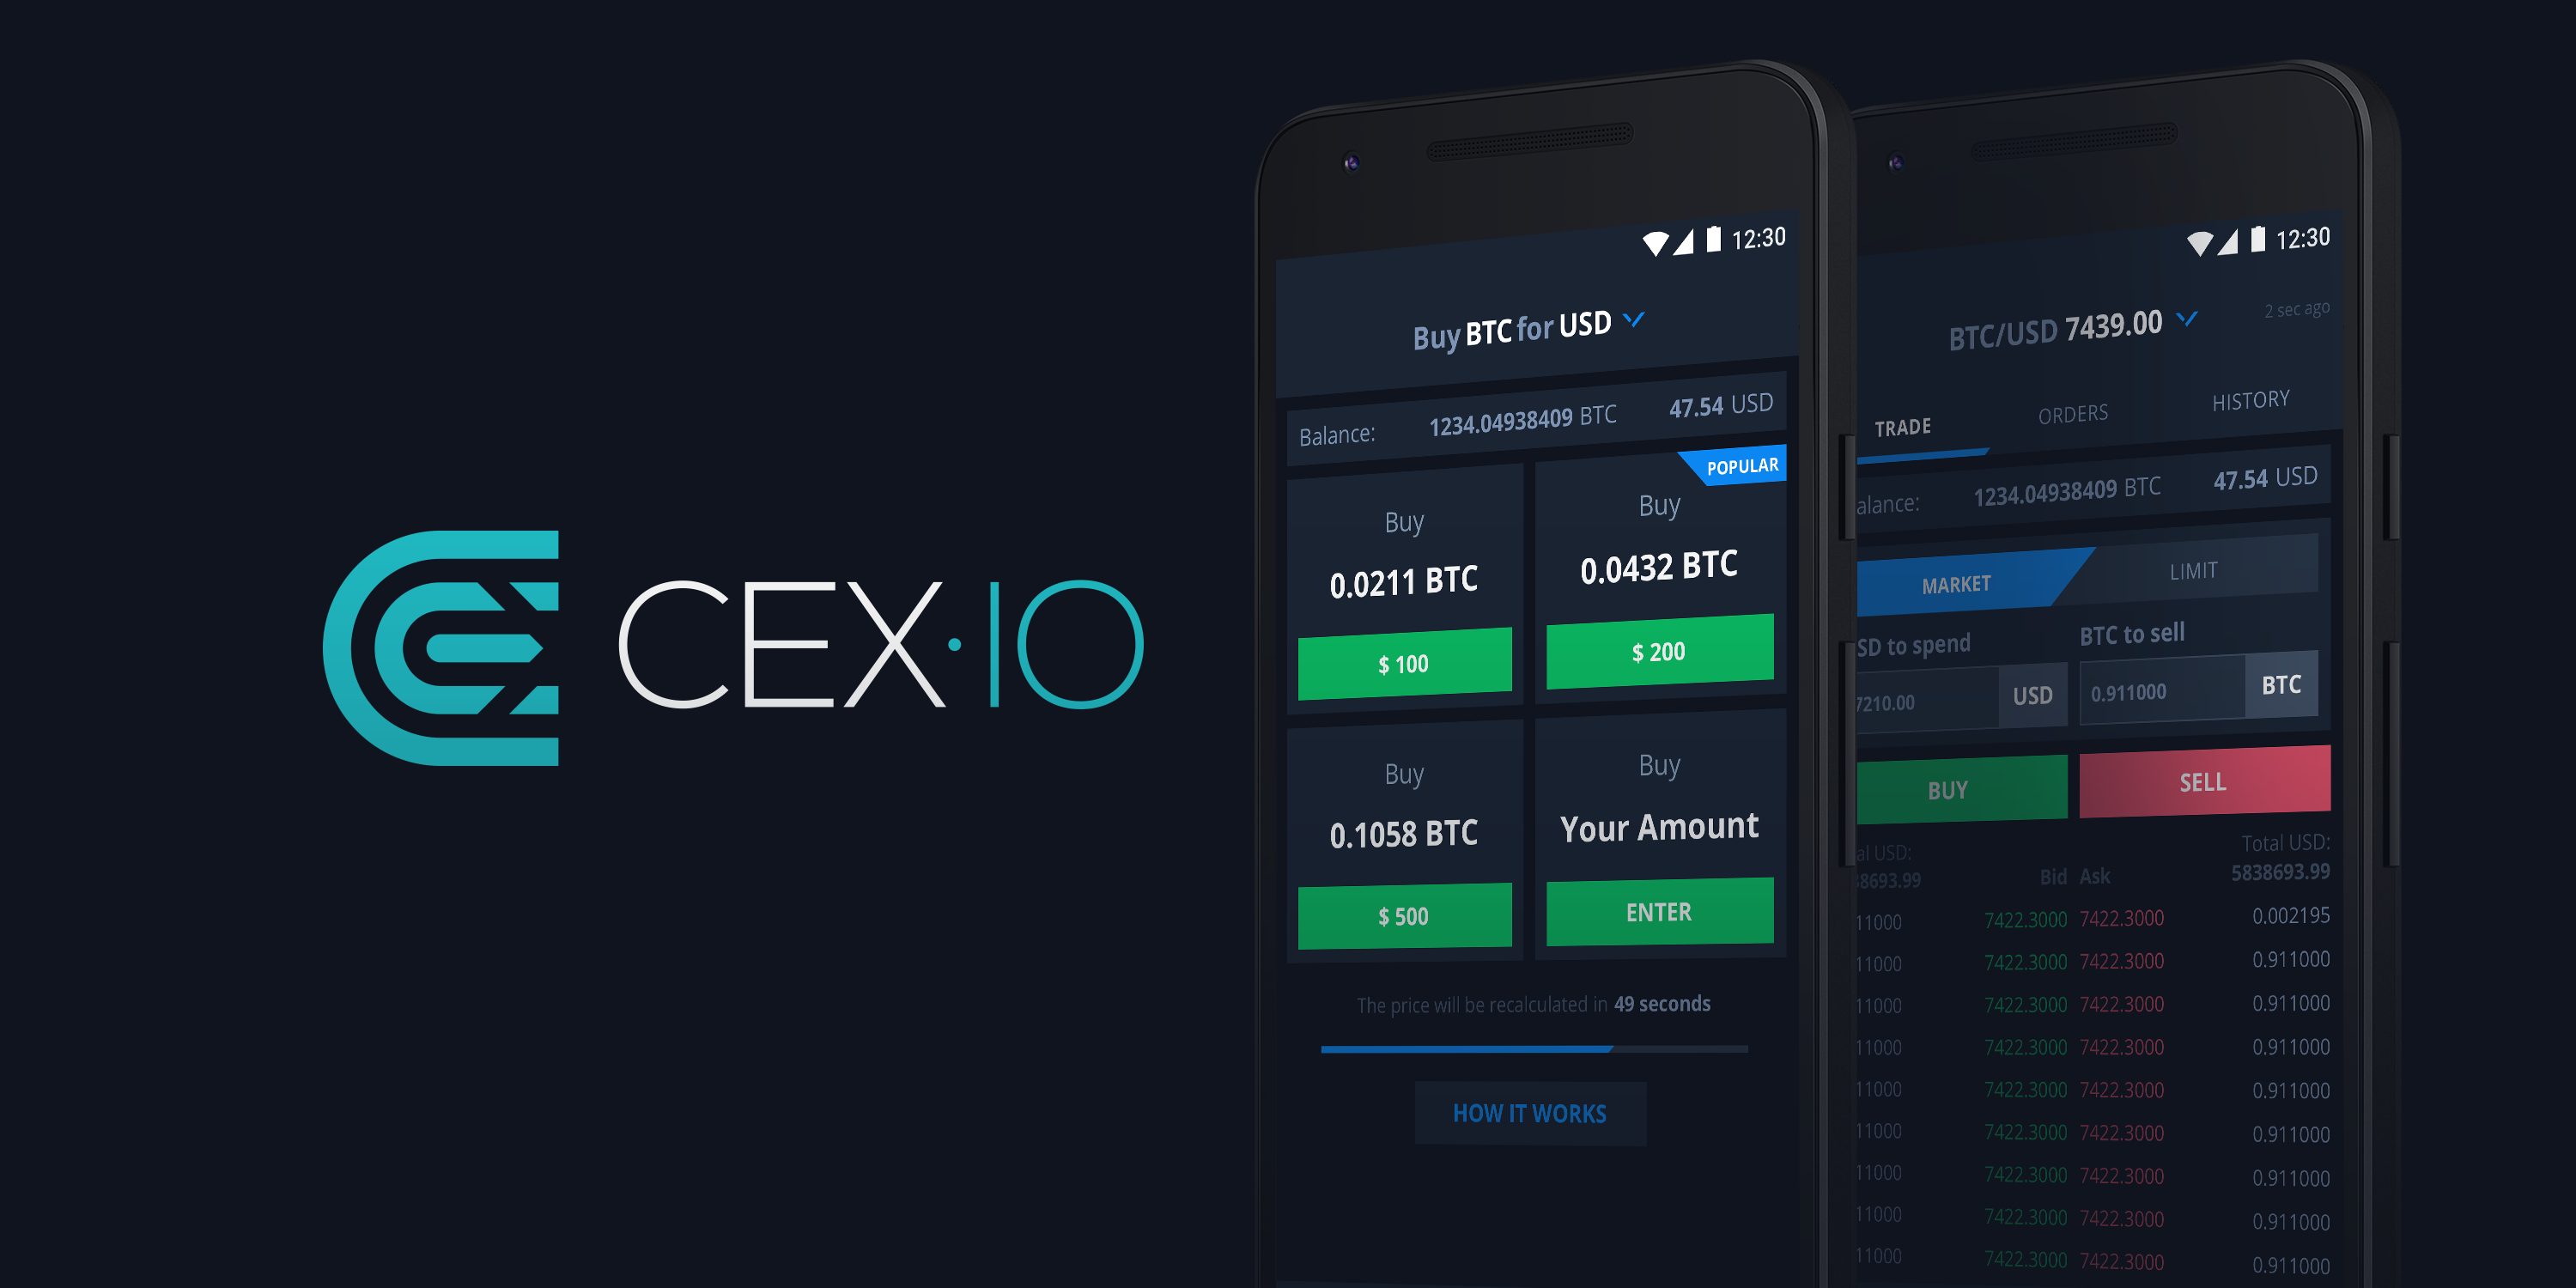 CEX·IO
12:30
Buy BTC for USD
Balance: 1234.04938409 BTC 47.54 USD
POPULAR
Buy
0.0211 BTC
$ 100
Buy
0.0432 BTC
$ 200
Buy
0.1058 BTC
$ 500
Buy
Your Amount
ENTER
The price will be recalculated in 49 seconds
HOW IT WORKS
12:30
BTC/USD 7439.00
2 sec ago
TRADE ORDERS HISTORY
alance: 1234.04938409 BTC 47.54 USD
MARKET LIMIT
SD to spend BTC to sell
7210.00 USD 0.911000 BTC
BUY SELL
al USD: Total USD:
38693.99 Bid Ask 5838693.99
11000 7422.3000 7422.3000 0.002195
11000 7422.3000 7422.3000 0.911000
11000 7422.3000 7422.3000 0.911000
11000 7422.3000 7422.3000 0.911000
11000 7422.3000 7422.3000 0.911000
11000 7422.3000 7422.3000 0.911000
11000 7422.3000 7422.3000 0.911000
11000 7422.3000 7422.3000 0.911000
11000 7422.3000 7422.3000 0.911000